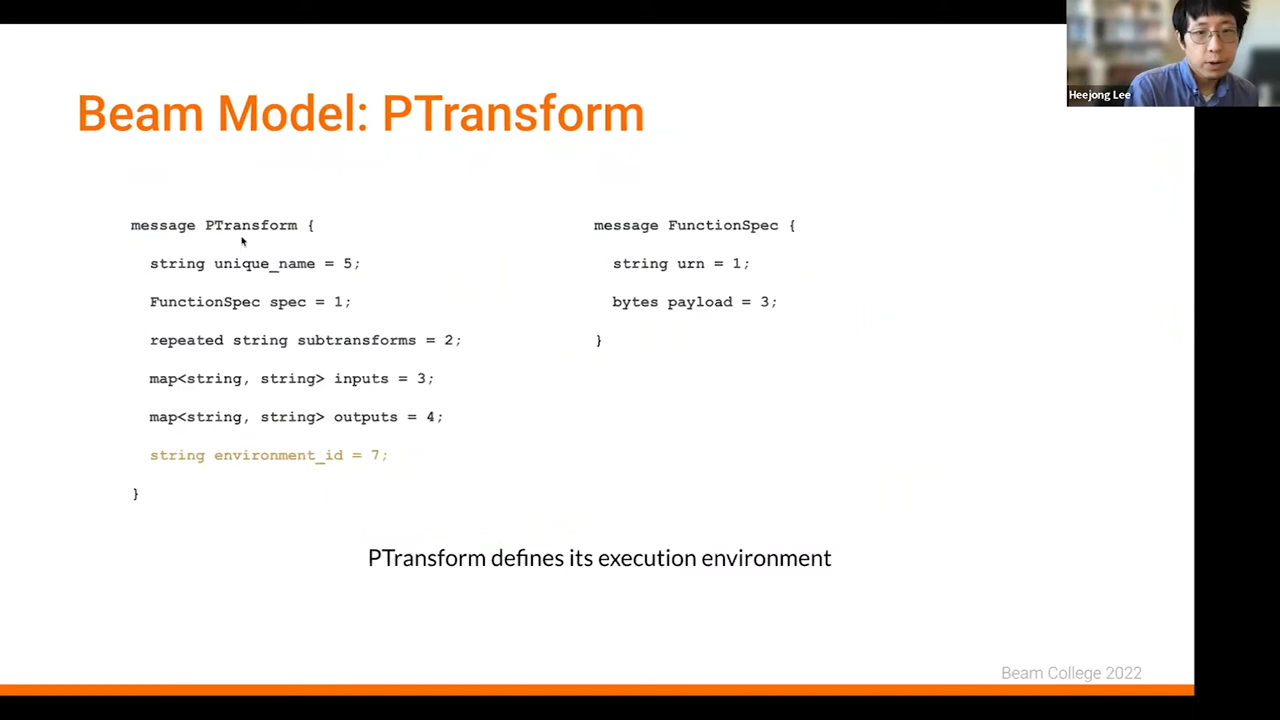 Heejong Lee
Beam Model: PTransform
message PTransform {
string unique_name = 5;
FunctionSpec spec = 1;
repeated string subtransforms = 2;
map<string, string> inputs = 3;
map<string, string> outputs = 4;
string environment_id = 7;
}
message FunctionSpec {
string urn = 1;
bytes payload = 3;
}
PTransform defines its execution environment
Beam College 2022